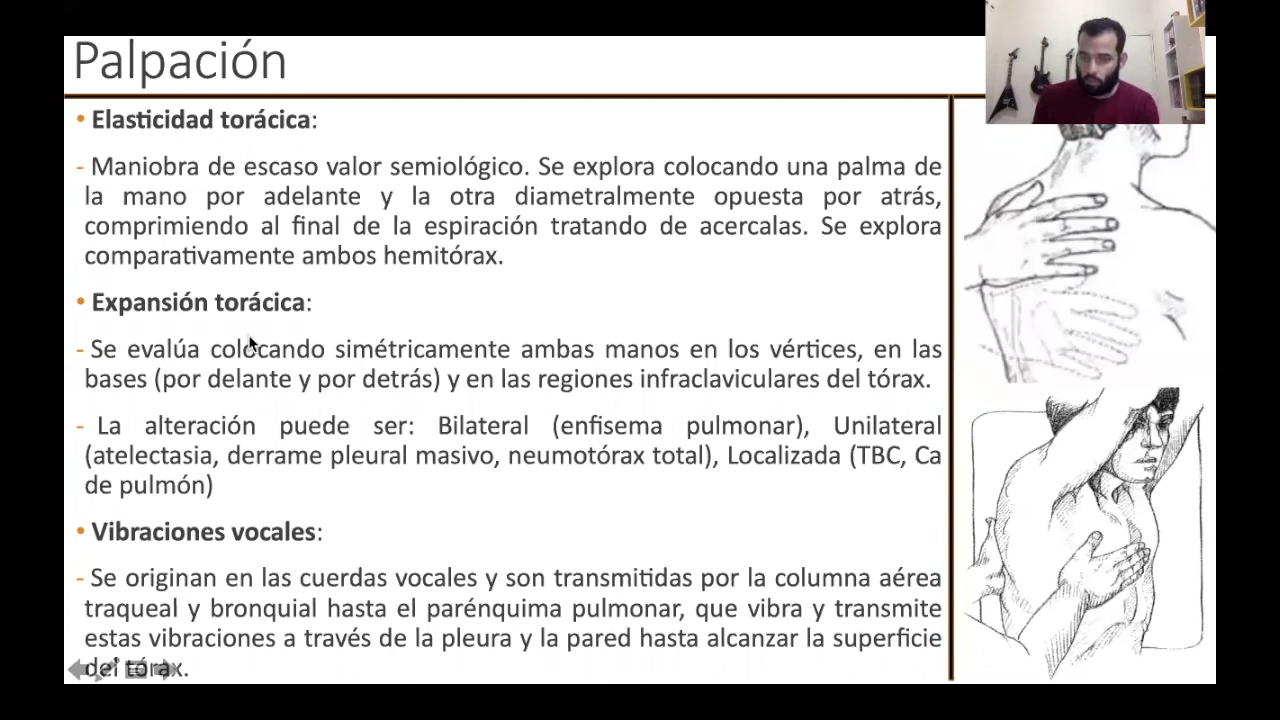 Palpación
• Elasticidad torácica:
- Maniobra de escaso valor semiológico. Se explora colocando una palma de
la mano por adelante y la otra diametralmente opuesta por atrás,
comprimiendo al final de la espiración tratando de acercalas. Se explora
comparativamente ambos hemitórax.
• Expansión torácica:
- Se evalúa colocando simétricamente ambas manos en los vértices, en las
bases (por delante y por detrás) y en las regiones infraclaviculares del tórax.
- La alteración puede ser: Bilateral (enfisema pulmonar), Unilateral
(atelectasia, derrame pleural masivo, neumotórax total), Localizada (TBC, Ca
de pulmón)
• Vibraciones vocales:
- Se originan en las cuerdas vocales y son transmitidas por la columna aérea
traqueal y bronquial hasta el parénquima pulmonar, que vibra y transmite
estas vibraciones a través de la pleura y la pared hasta alcanzar la superficie
del tórax.